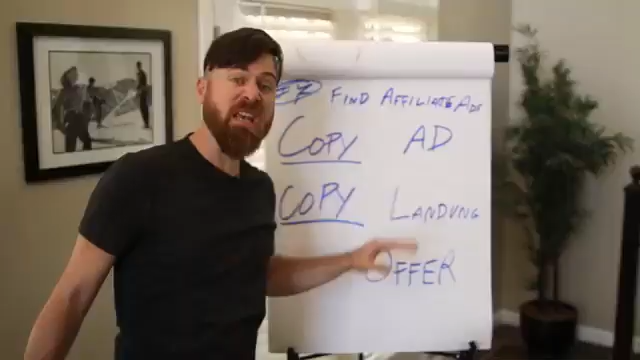 FIND AFFILIATE ADS
COPY AD
COPY LANDING
OFFER